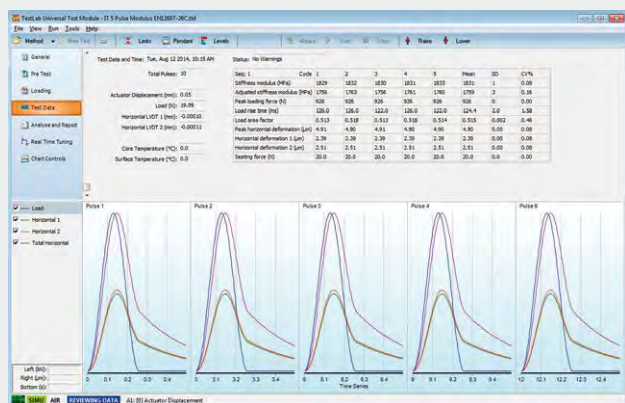 TestLab Universal Test Module - IT 5 Pulse Modulus EN12697-26C.tlst
File View Run Tools Help
Method Limits Pendant Levels Wizard Start Stop Raise Lower
General
Pre Test
Loading
Test Data
Analyse and Report
Real Time Tuning
Chart Controls
Test Date and Time: Tue, Aug 12 2014, 10:15 AM
Status: No Warnings
Total Pulses: 10
Actuator Displacement (mm): 0.05
Load (N): 19.99
Horizontal LVDT 1 (mm): -0.00010
Horizontal LVDT 2 (mm): -0.00011
Core Temperature (°C): 0.0
Surface Temperature (°C): 0.0
Seq: 1 Cycle 1 2 3 4 5 Mean SD CV%
Stiffness modulus (MPa) 1829 1832 1830 1831 1835 1831 1 0.08
Adjusted stiffness modulus (MPa) 1756 1763 1756 1761 1760 1759 3 0.16
Peak loading force (N) 926 926 926 926 926 926 0 0.00
Load rise time (ms) 126.0 122.0 126.0 122.0 126.0 124.4 2.0 1.58
Load area factor 0.513 0.518 0.513 0.518 0.514 0.515 0.002 0.46
Peak horizontal deformation (µm) 4.91 4.90 4.90 4.90 4.90 4.90 0.00 0.08
Horizontal deformation 1 (µm) 2.39 2.39 2.39 2.39 2.39 2.39 0.00 0.08
Horizontal deformation 2 (µm) 2.51 2.51 2.51 2.51 2.51 2.51 0.00 0.08
Seating force (N) 20.0 20.0 20.0 20.0 20.0 20.0 0.0 0.00
Load
Horizontal 1
Horizontal 2
Total Horizontal
Pulse 1 Pulse 2 Pulse 3 Pulse 4 Pulse 5
Time Series
Left (kN):
Right (µm):
Bottom (s):
SIMU AIR REVIEWING DATA A1: [0] Actuator Displacement